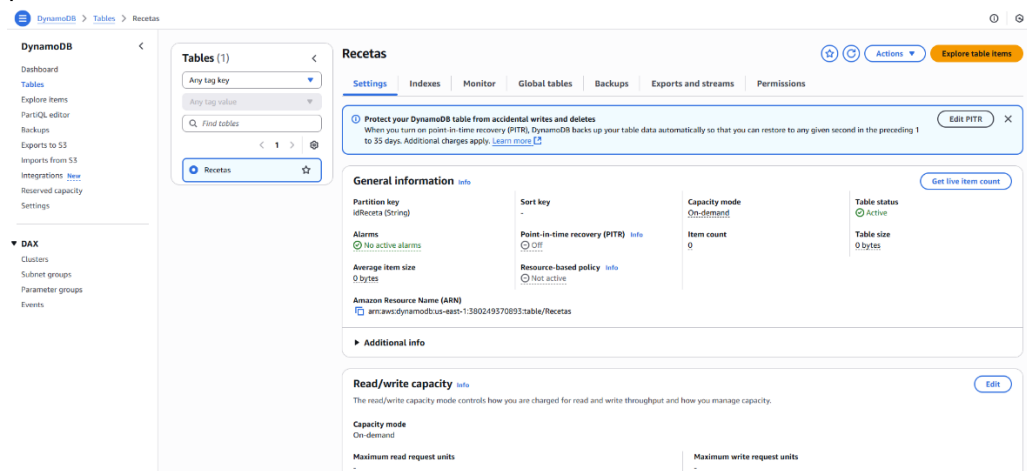 DynamoDB > Tables > Recetas
DynamoDB
Dashboard
Tables
Explore items
PartiQL editor
Backups
Exports to S3
Imports from S3
Integrations New
Reserved capacity
Settings
DAX
Clusters
Subnet groups
Parameter groups
Events
Tables (1)
Any tag key
Any tag value
Find tables
< 1 >
Recetas
Recetas
Actions
Explore table items
Settings Indexes Monitor Global tables Backups Exports and streams Permissions
Protect your DynamoDB table from accidental writes and deletes
When you turn on point-in-time recovery (PITR), DynamoDB backs up your table data automatically so that you can restore to any given second in the preceding 1
to 35 days. Additional charges apply. Learn more
Edit PITR
General information Info
Get live item count
Partition key
idReceta (String)
Sort key
-
Capacity mode
On-demand
Table status
Active
Alarms
No active alarms
Point-in-time recovery (PITR) Info
Off
Item count
0
Table size
0 bytes
Average item size
0 bytes
Resource-based policy Info
Not active
Amazon Resource Name (ARN)
arn:aws:dynamodb:us-east-1:380249370893:table/Recetas
Additional info
Read/write capacity Info
Edit
The read/write capacity mode controls how you are charged for read and write throughput and how you manage capacity.
Capacity mode
On-demand
Maximum read request units
-
Maximum write request units
-